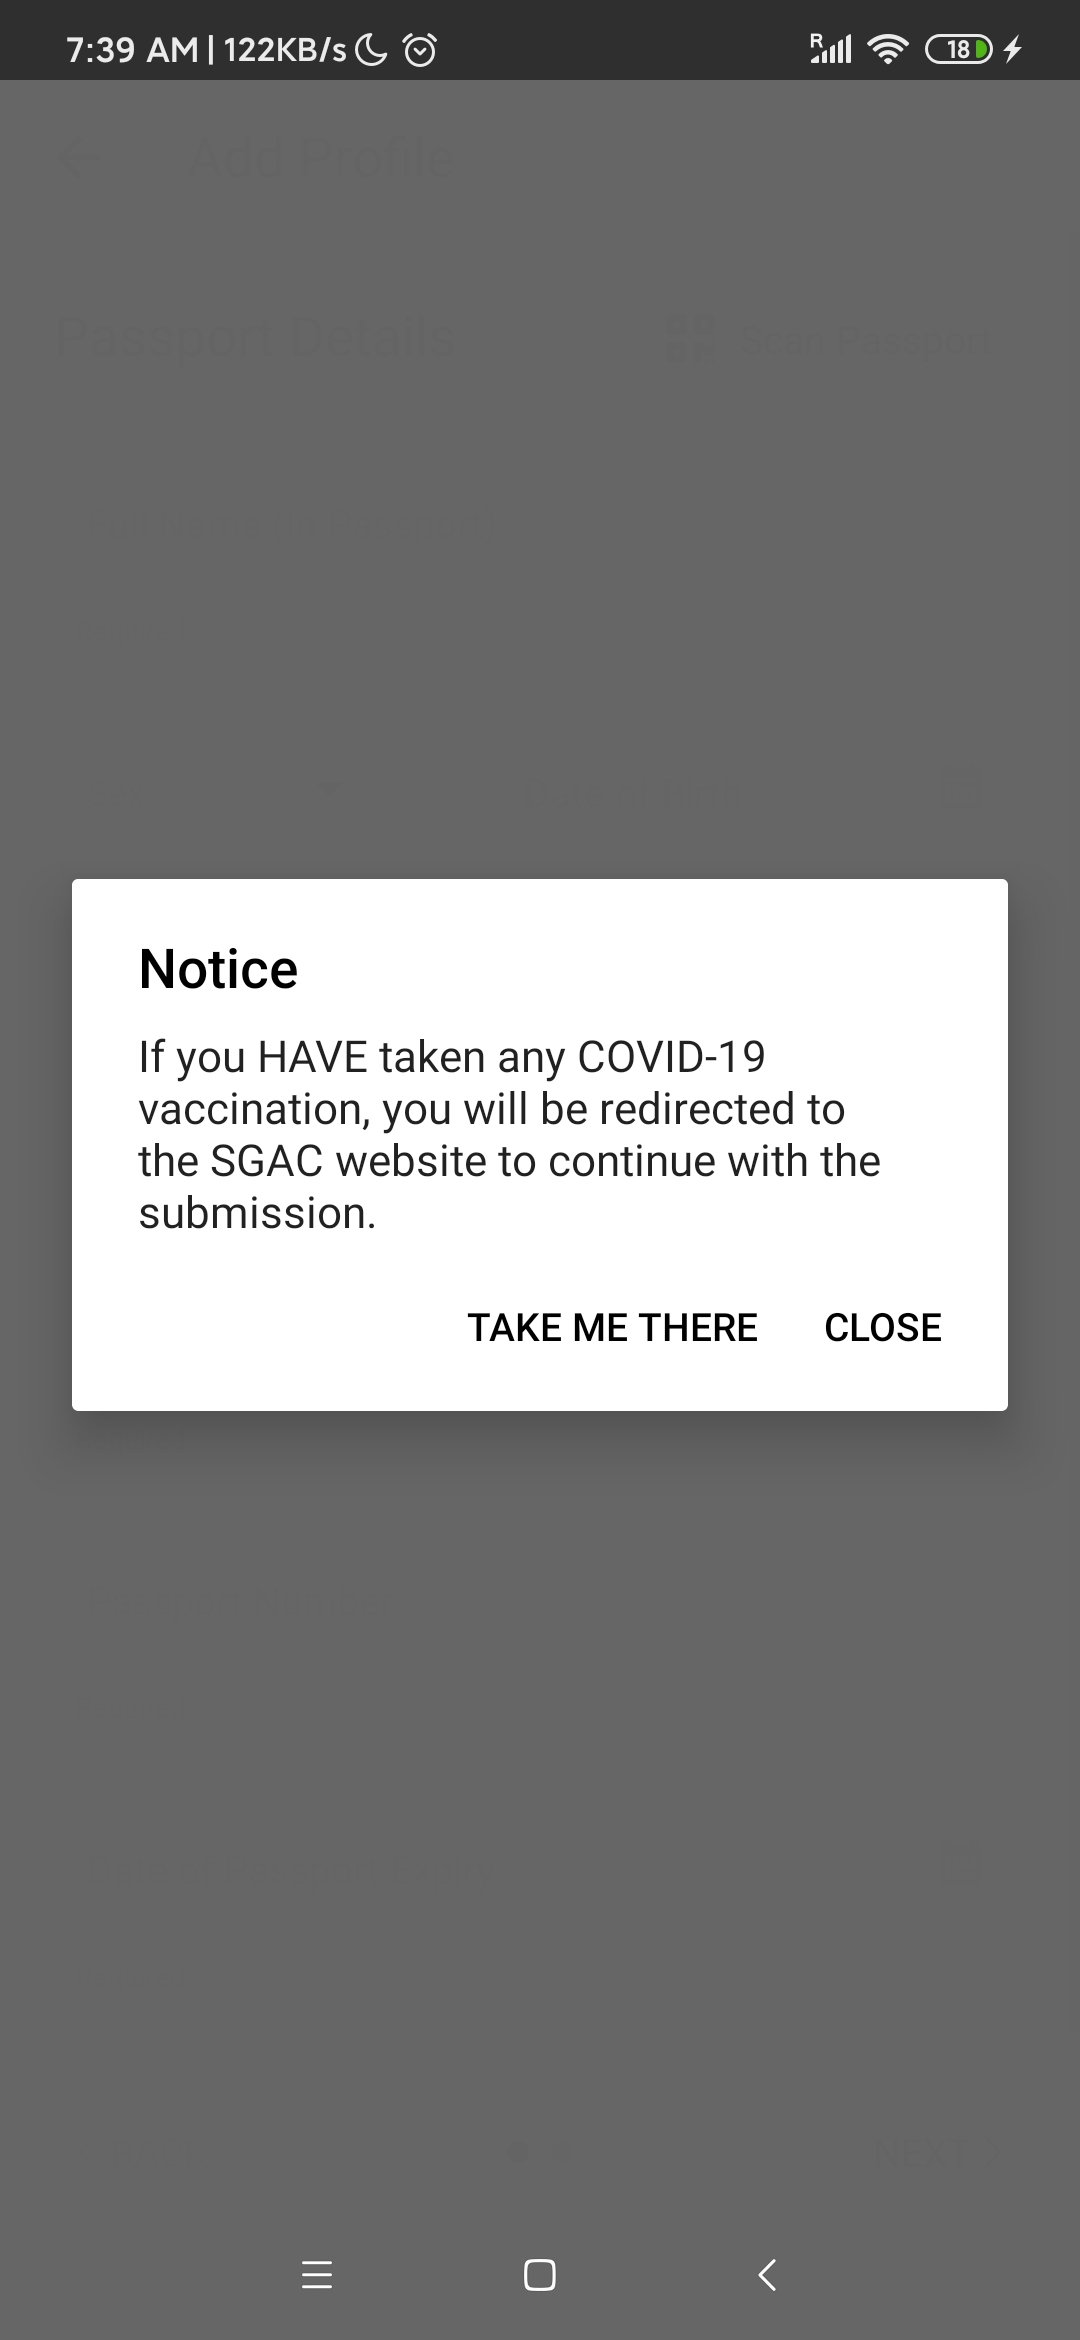 7:39 AM | 122KB/s
R
18
Add Profile
Passport Details
Scan Passport
Notice
If you HAVE taken any COVID-19
vaccination, you will be redirected to
the SGAC website to continue with the
submission.
TAKE ME THERE CLOSE
NEXT